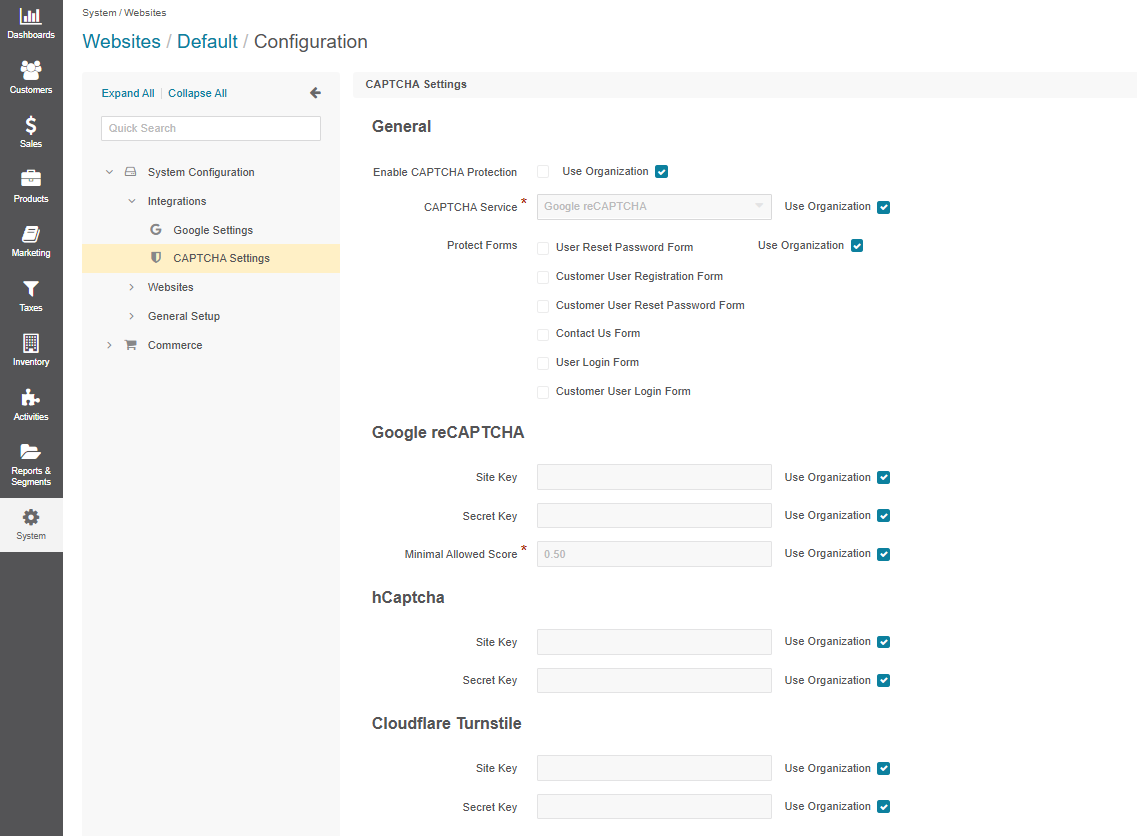 Dashboards
Customers
Sales
Products
Marketing
Taxes
Inventory
Activities
Reports &
Segments
System
System / Websites
Websites / Default / Configuration
Expand All | Collapse All
Quick Search
System Configuration
Integrations
Google Settings
CAPTCHA Settings
Websites
General Setup
Commerce
CAPTCHA Settings
General
Enable CAPTCHA Protection Use Organization
CAPTCHA Service * Google reCAPTCHA Use Organization
Protect Forms User Reset Password Form Use Organization
Customer User Registration Form
Customer User Reset Password Form
Contact Us Form
User Login Form
Customer User Login Form
Google reCAPTCHA
Site Key Use Organization
Secret Key Use Organization
Minimal Allowed Score * 0.50 Use Organization
hCaptcha
Site Key Use Organization
Secret Key Use Organization
Cloudflare Turnstile
Site Key Use Organization
Secret Key Use Organization